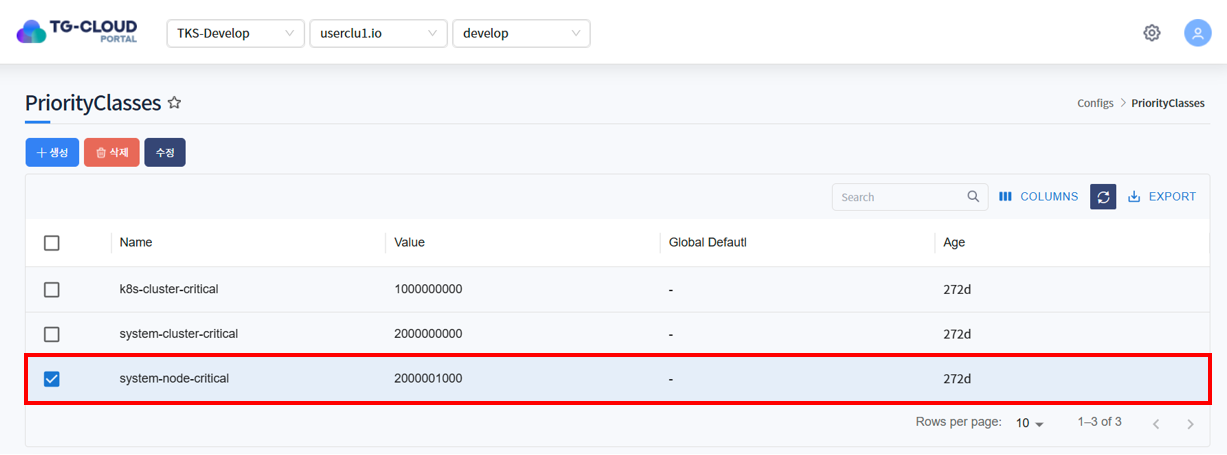 TG-CLOUD
PORTAL
TKS-Develop
userclu1.io
develop
PriorityClasses
Configs > PriorityClasses
+ 생성
삭제
수정
Search
COLUMNS
EXPORT
Name Value Global Defautl Age
k8s-cluster-critical 1000000000 - 272d
system-cluster-critical 2000000000 - 272d
system-node-critical 2000001000 - 272d
Rows per page: 10 1–3 of 3